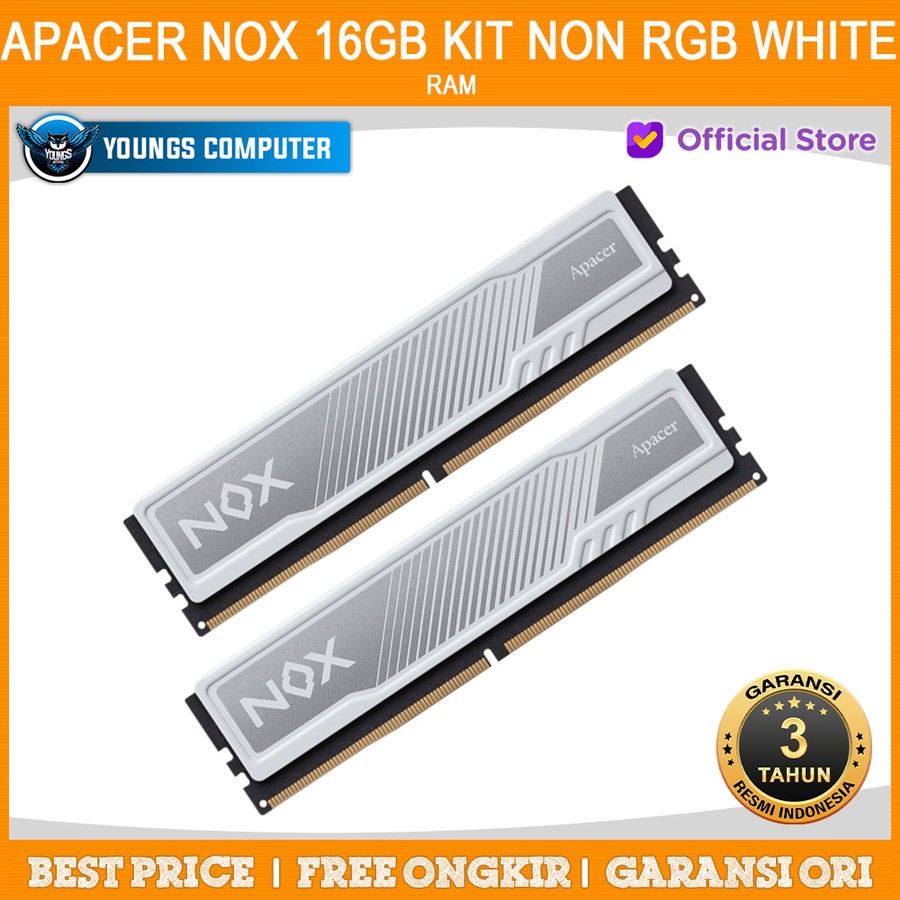 APACER NOX 16GB KIT NON RGB WHITE
RAM
YOUNGS
YOUNGS COMPUTER
Official Store
Apacer
NOX
Apacer
NOX
GARANSI
3
TAHUN
RESMI INDONESIA
BEST PRICE | FREE ONGKIR | GARANSI ORI